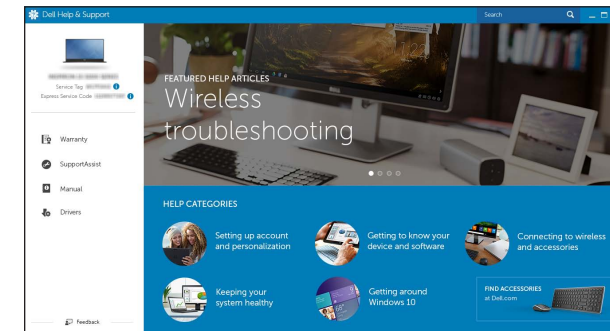 Dell Help & Support
Search
Service Tag:
Express Service Code:
Warranty
SupportAssist
Manual
Drivers
Feedback
FEATURED HELP ARTICLES
Wireless
troubleshooting
HELP CATEGORIES
Setting up account
and personalization
Getting to know your
device and software
Connecting to wireless
and accessories
Keeping your
system healthy
Getting around
Windows 10
FIND ACCESSORIES
at Dell.com